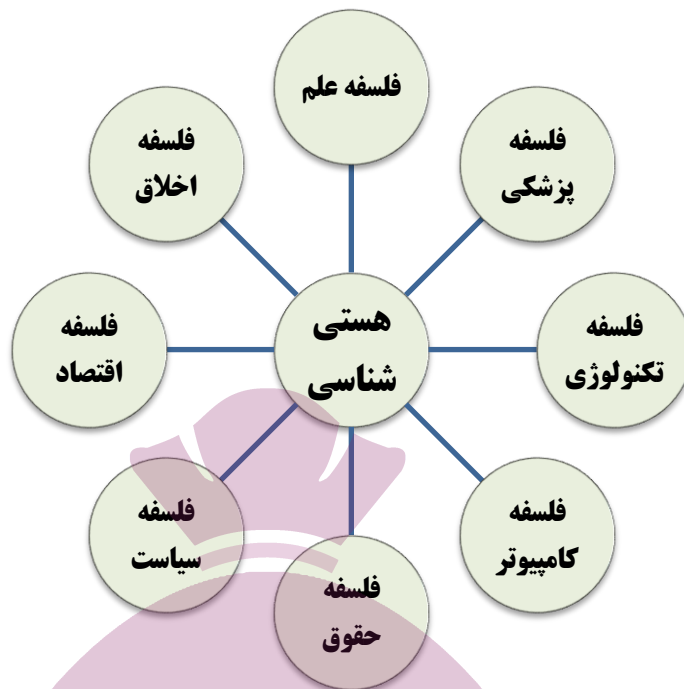 فلسفه علم
فلسفه
پزشکی
فلسفه
تکنولوژی
فلسفه
کامپیوتر
فلسفه
حقوق
فلسفه
سیاست
فلسفه
اقتصاد
فلسفه
اخلاق
هستی
شناسی